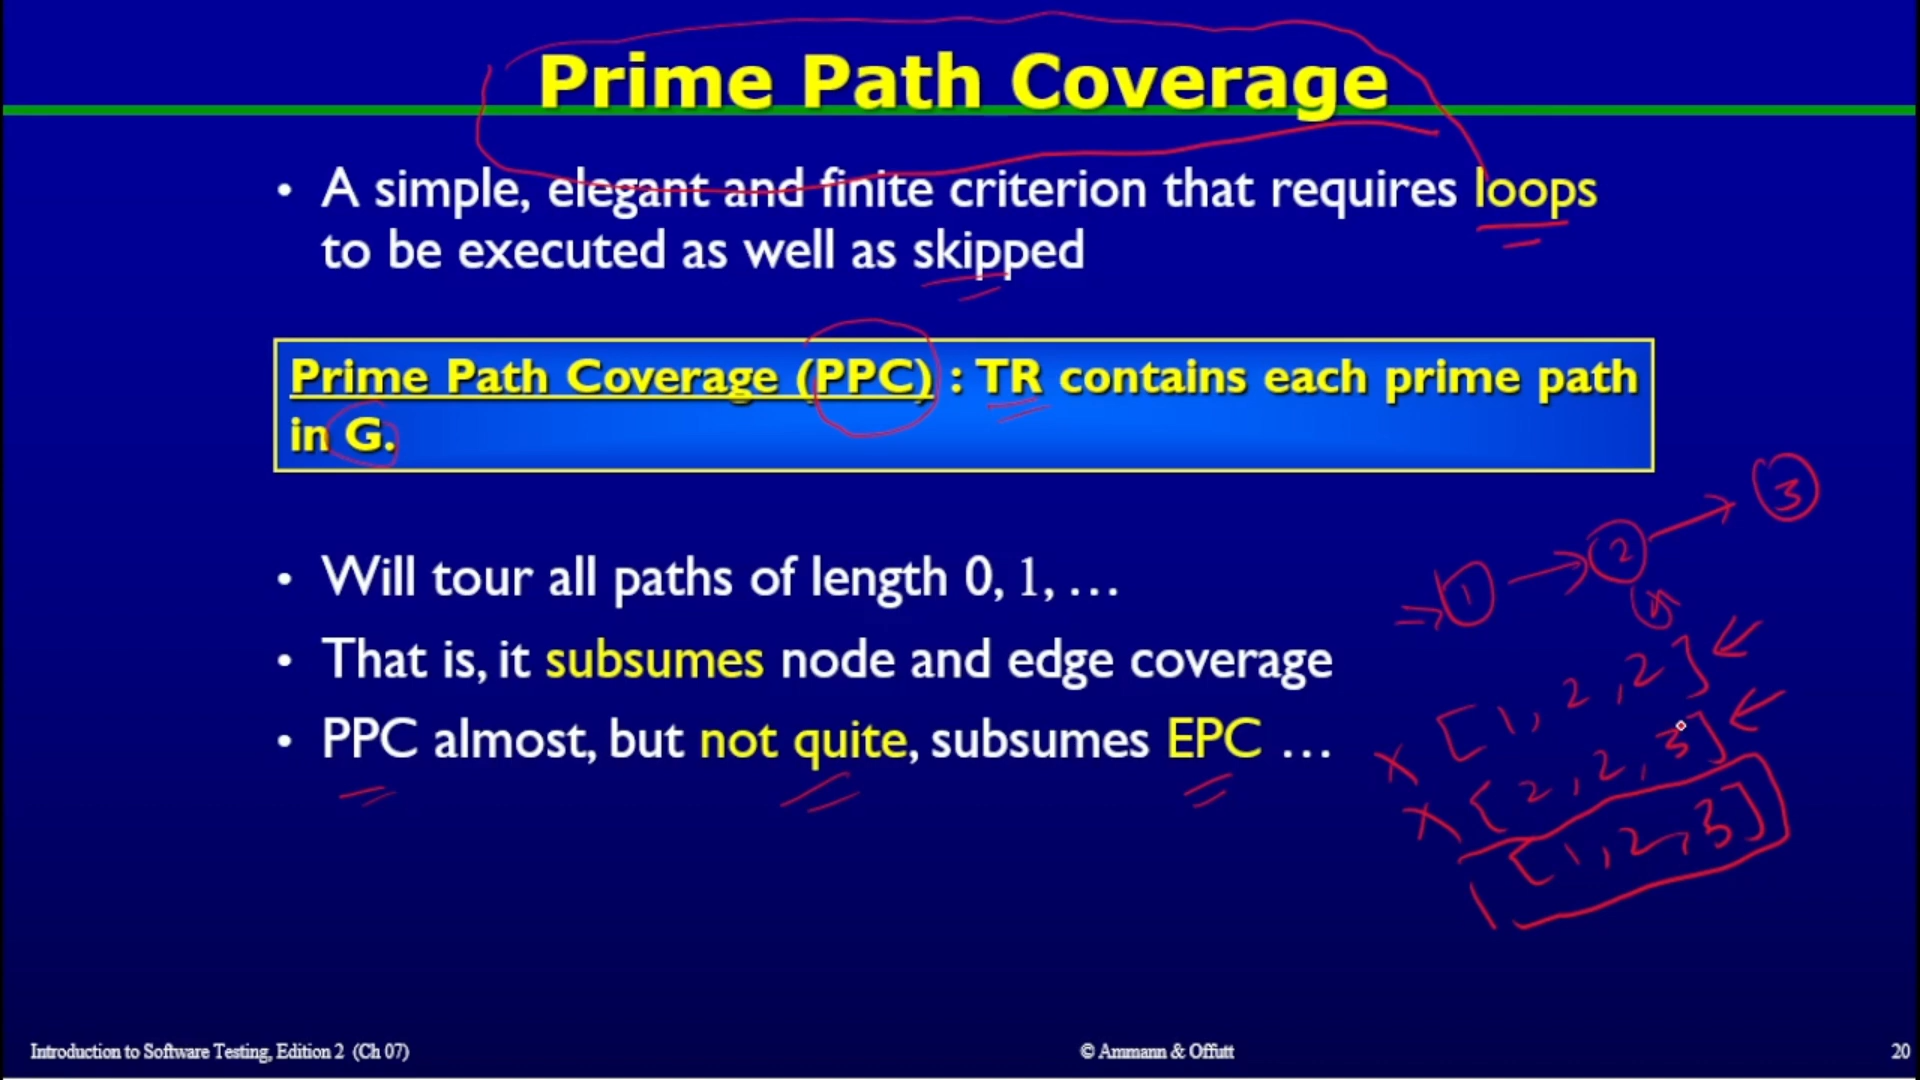 Prime Path Coverage
• A simple, elegant and finite criterion that requires loops
to be executed as well as skipped
Prime Path Coverage (PPC) : TR contains each prime path
in G.
• Will tour all paths of length 0, 1, …
• That is, it subsumes node and edge coverage
• PPC almost, but not quite, subsumes EPC …
1 → 2 → 3
x [1, 2, 2]
x [2, 2, 3]
[1, 2, 3]
Introduction to Software Testing, Edition 2 (Ch 07)
© Ammann & Offutt
20